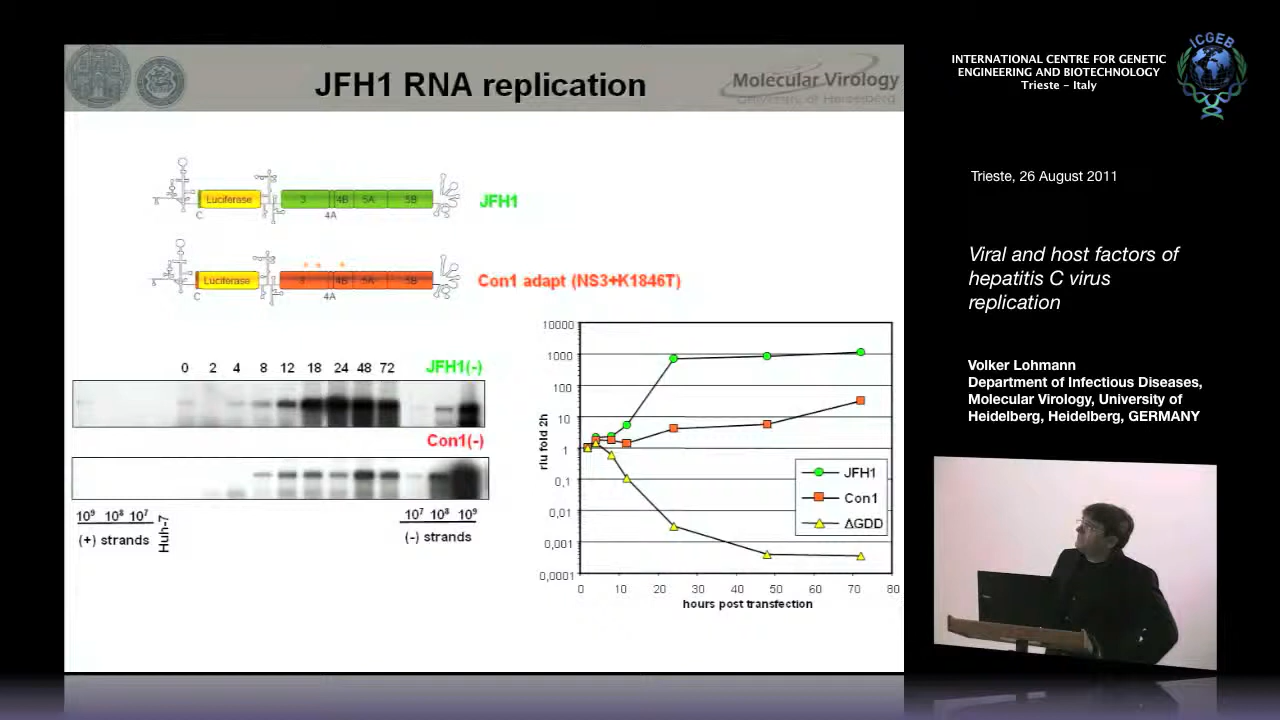 JFH1 RNA replication
Molecular Virology
University of Heidelberg
Luciferase
3
4B
5A
5B
C
4A
JFH1
Luciferase
3
4B
5A
5B
C
4A
Con1 adapt (NS3+K1846T)
0 2 4 8 12 18 24 48 72 JFH1(-)
Con1(-)
10⁹ 10⁸ 10⁷
(+) strands
Huh-7
10⁷ 10⁸ 10⁹
(-) strands
rlu fold 2h
10000
1000
100
10
1
0,1
0,01
0,001
0,0001
0 10 20 30 40 50 60 70 80
hours post transfection
JFH1
Con1
ΔGDD
ICGEB
INTERNATIONAL CENTRE FOR GENETIC
ENGINEERING AND BIOTECHNOLOGY
Trieste - Italy
Trieste, 26 August 2011
Viral and host factors of
hepatitis C virus
replication
Volker Lohmann
Department of Infectious Diseases,
Molecular Virology, University of
Heidelberg, Heidelberg, GERMANY